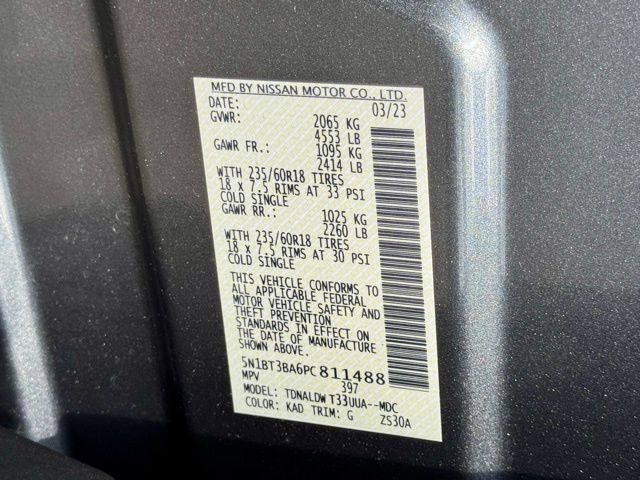 MFD BY NISSAN MOTOR CO., LTD.
DATE: 03/23
GVWR: 2065 KG
4553 LB
GAWR FR.: 1095 KG
2414 LB
WITH 235/60R18 TIRES
18 x 7.5 RIMS AT 33 PSI
COLD SINGLE
GAWR RR.: 1025 KG
2260 LB
WITH 235/60R18 TIRES
18 x 7.5 RIMS AT 30 PSI
COLD SINGLE
THIS VEHICLE CONFORMS TO
ALL APPLICABLE FEDERAL
MOTOR VEHICLE SAFETY AND
THEFT PREVENTION
STANDARDS IN EFFECT ON
THE DATE OF MANUFACTURE
SHOWN ABOVE.
5N1BT3BA6PC811488
MPV 397
MODEL: TDNALDWT33UUA--MDC
COLOR: KAD TRIM: G ZS30A